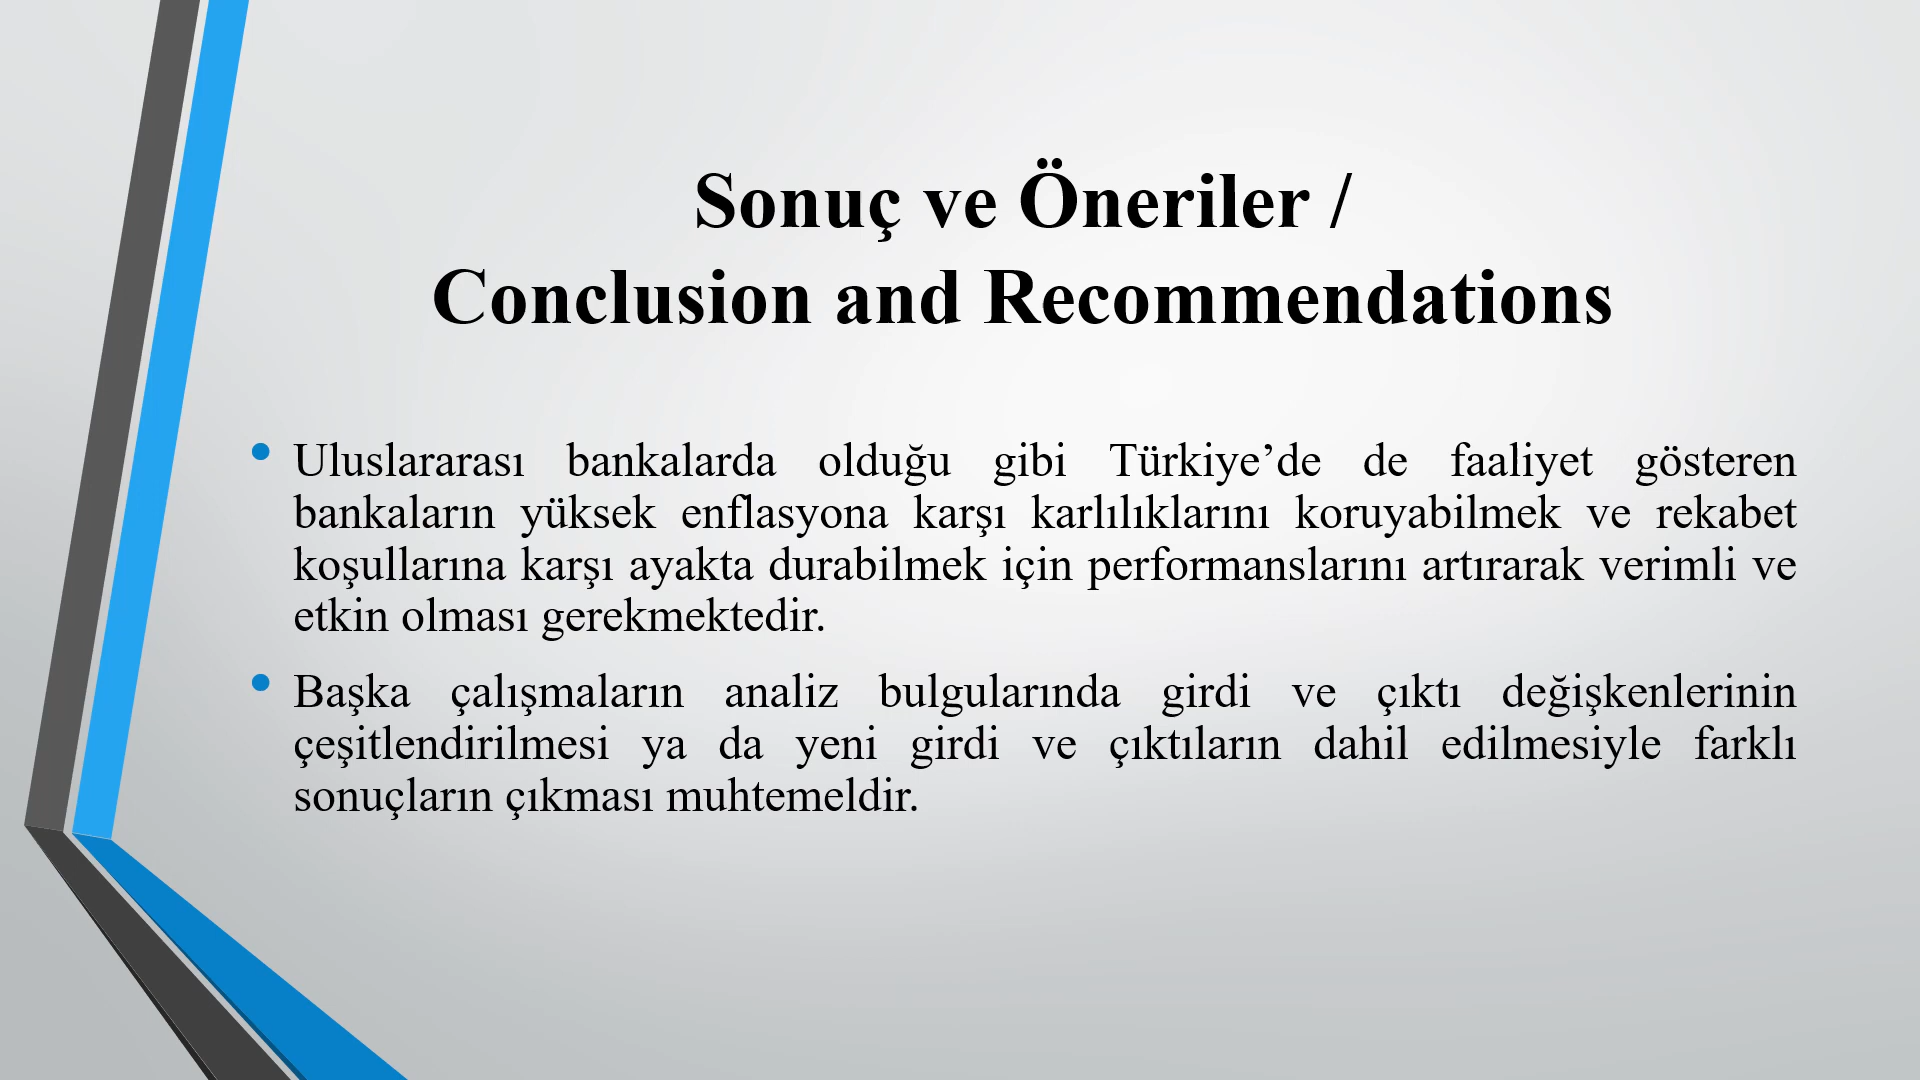 Sonuç ve Öneriler /
Conclusion and Recommendations
• Uluslararası bankalarda olduğu gibi Türkiye’de de faaliyet gösteren
bankaların yüksek enflasyona karşı karlılıklarını koruyabilmek ve rekabet
koşullarına karşı ayakta durabilmek için performanslarını artırarak verimli ve
etkin olması gerekmektedir.
• Başka çalışmaların analiz bulgularında girdi ve çıktı değişkenlerinin
çeşitlendirilmesi ya da yeni girdi ve çıktıların dahil edilmesiyle farklı
sonuçların çıkması muhtemeldir.